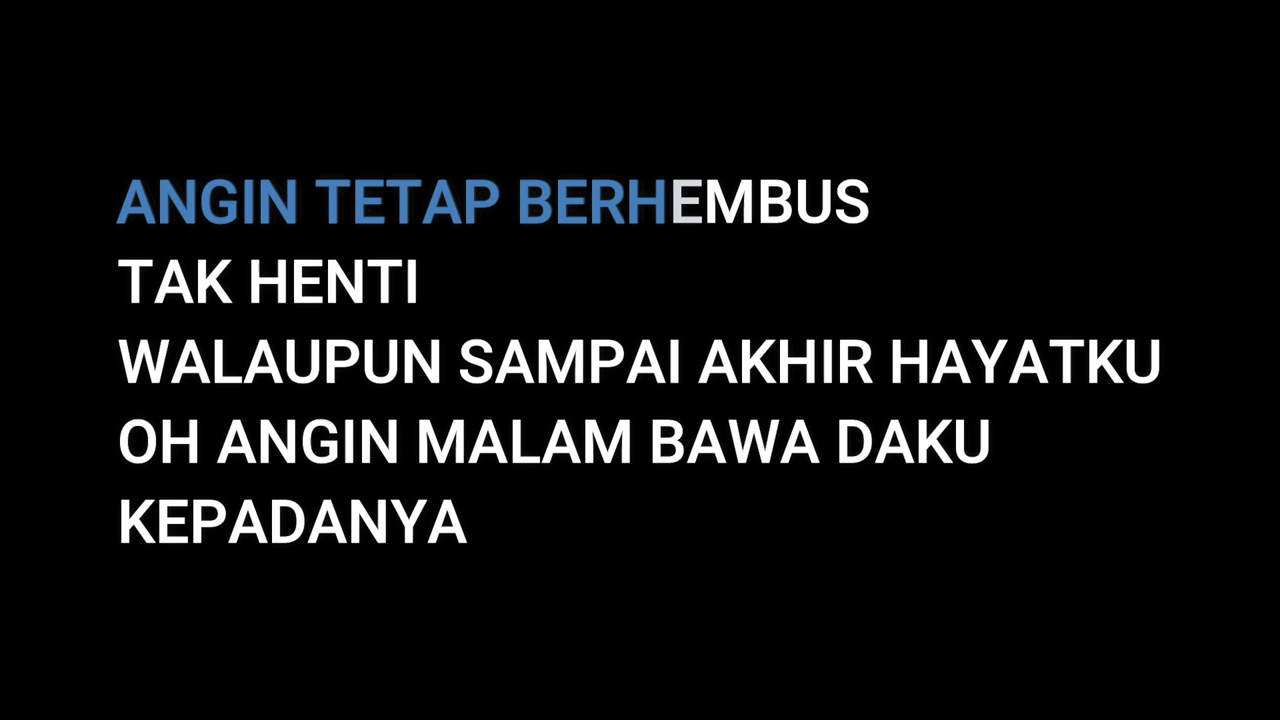 ANGIN TETAP BERHEMBUS
TAK HENTI
WALAUPUN SAMPAI AKHIR HAYATKU
OH ANGIN MALAM BAWA DAKU
KEPADANYA